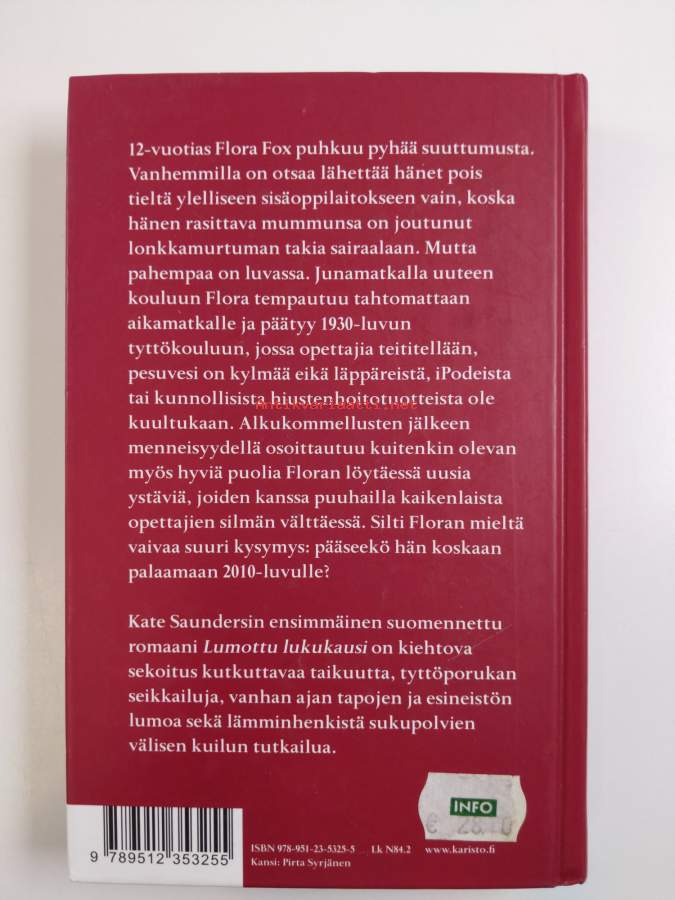 12-vuotias Flora Fox puhkuu pyhää suuttumusta.
Vanhemmilla on otsaa lähettää hänet pois
tieltä ylelliseen sisäoppilaitokseen vain, koska
hänen rasittava mummunsa on joutunut
lonkkamurtuman takia sairaalaan. Mutta
pahempaa on luvassa. Junamatkalla uuteen
kouluun Flora tempautuu tahtomattaan
aikamatkalle ja päätyy 1930-luvun
tyttökouluun, jossa opettajia teititellään,
pesuvesi on kylmää eikä läppäreistä, iPodeista
tai kunnollisista hiustenhoitotuotteista ole
Antikvariaatti.net
kuultukaan. Alkukommellusten jälkeen
menneisyydellä osoittautuu kuitenkin olevan
myös hyviä puolia Floran löytäessä uusia
ystäviä, joiden kanssa puuhailla kaikenlaista
opettajien silmän välttäessä. Silti Floran mieltä
vaivaa suuri kysymys: pääseekö hän koskaan
palaamaan 2010-luvulle?
Kate Saundersin ensimmäinen suomennettu
romaani Lumottu lukukausi on kiehtova
sekoitus kutkuttavaa taikuutta, tyttöporukan
seikkailuja, vanhan ajan tapojen ja esineistön
lumoa sekä lämminhenkistä sukupolvien
välisen kuilun tutkailua.
INFO
€
9 789512 353255
ISBN 978-951-23-5325-5 Lk N84.2 www.karisto.fi
Kansi: Pirta Syrjänen